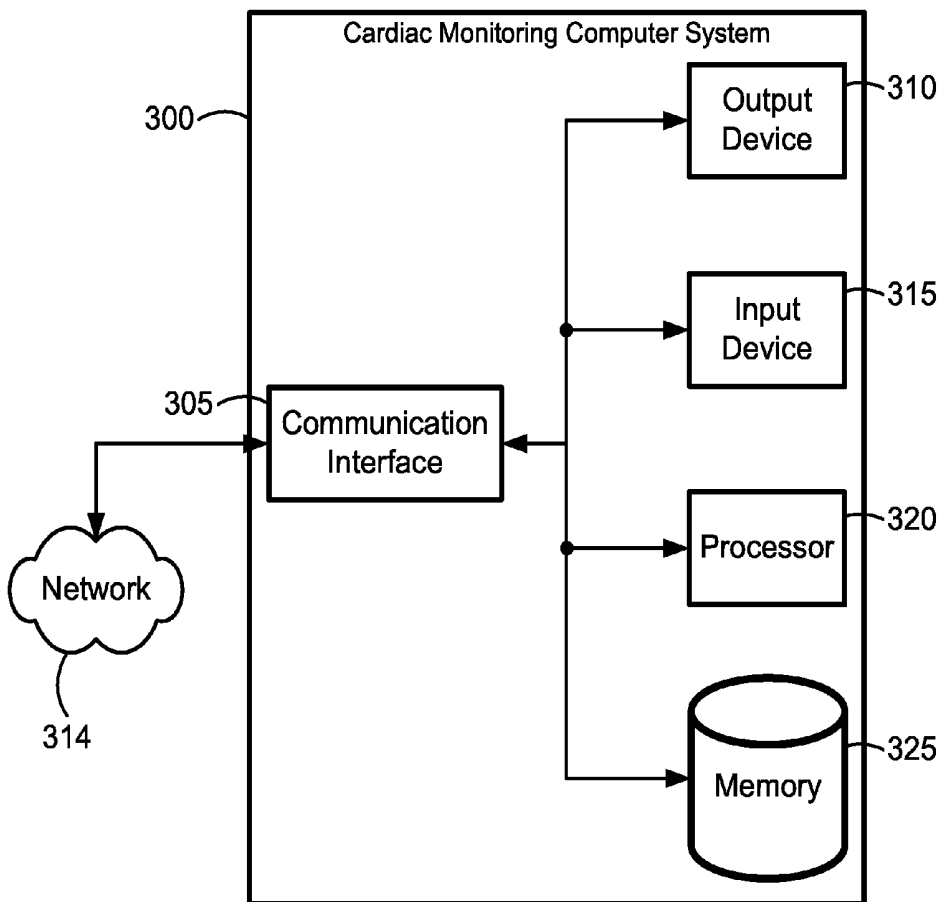 Cardiac Monitoring Computer System
300
Output
Device
310
Input
Device
315
305
Communication
Interface
Processor
320
Network
314
Memory
325